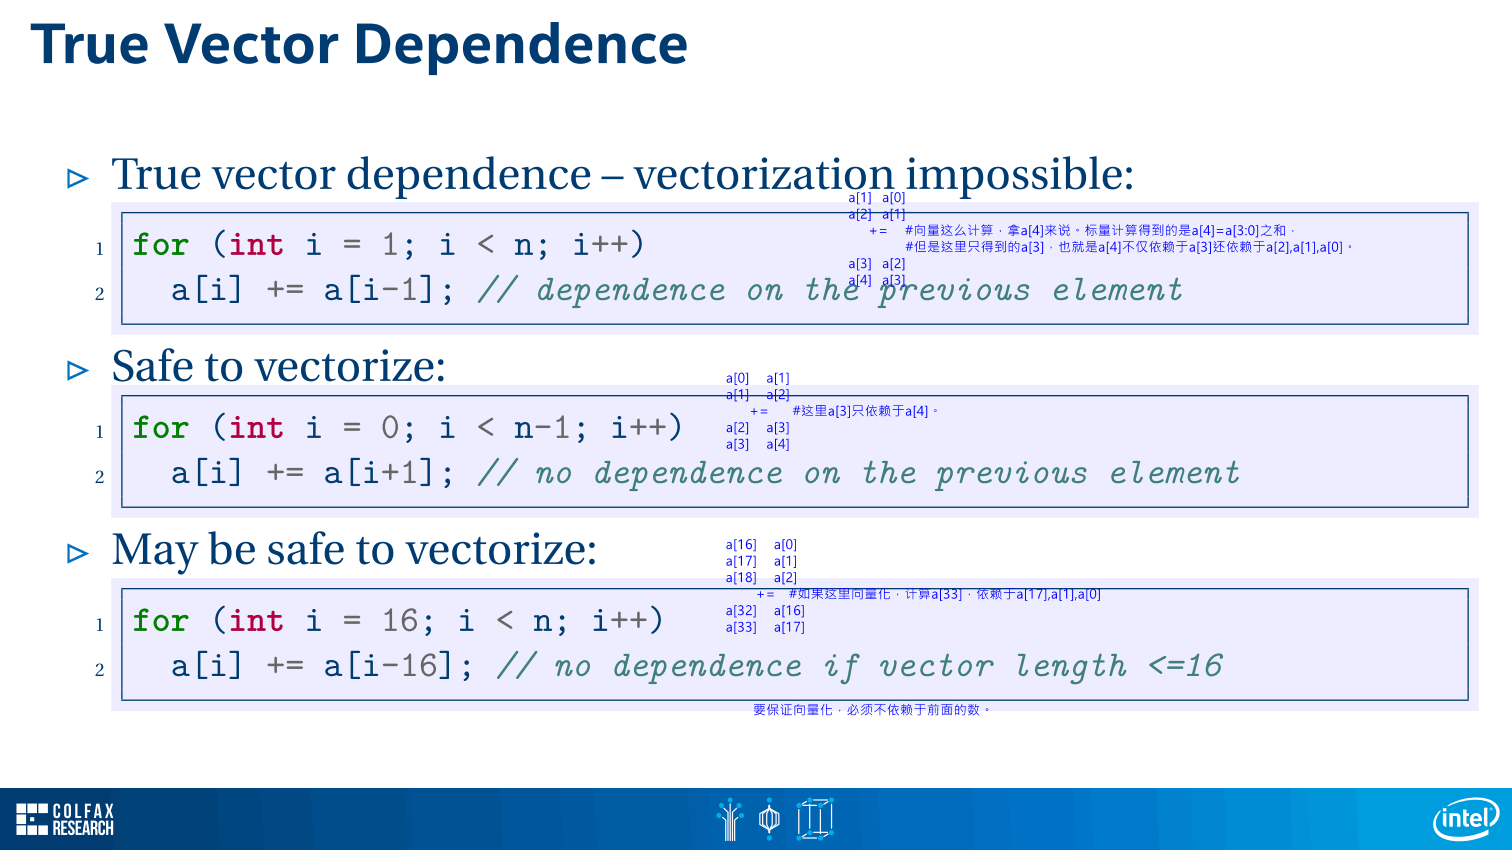 True Vector Dependence
▷ True vector dependence – vectorization impossible:
a[1] a[0]
a[2] a[1]
+= #向量这么计算，拿a[4]来说。标量计算得到的是a[4]=a[3:0]之和，
#但是这里只得到的a[3]，也就是a[4]不仅依赖于a[3]还依赖于a[2],a[1],a[0]。
a[3] a[2]
a[4] a[3]
1 for (int i = 1; i < n; i++)
2 a[i] += a[i-1]; // dependence on the previous element
▷ Safe to vectorize:
a[0] a[1]
a[1] a[2]
+= #这里a[3]只依赖于a[4]。
a[2] a[3]
a[3] a[4]
1 for (int i = 0; i < n-1; i++)
2 a[i] += a[i+1]; // no dependence on the previous element
▷ May be safe to vectorize:
a[16] a[0]
a[17] a[1]
a[18] a[2]
+= #如果这里向量化，计算a[33]，依赖于a[17],a[1],a[0]
a[32] a[16]
a[33] a[17]
1 for (int i = 16; i < n; i++)
2 a[i] += a[i-16]; // no dependence if vector length <=16
要保证向量化，必须不依赖于前面的数。
COLFAX
RESEARCH
intel